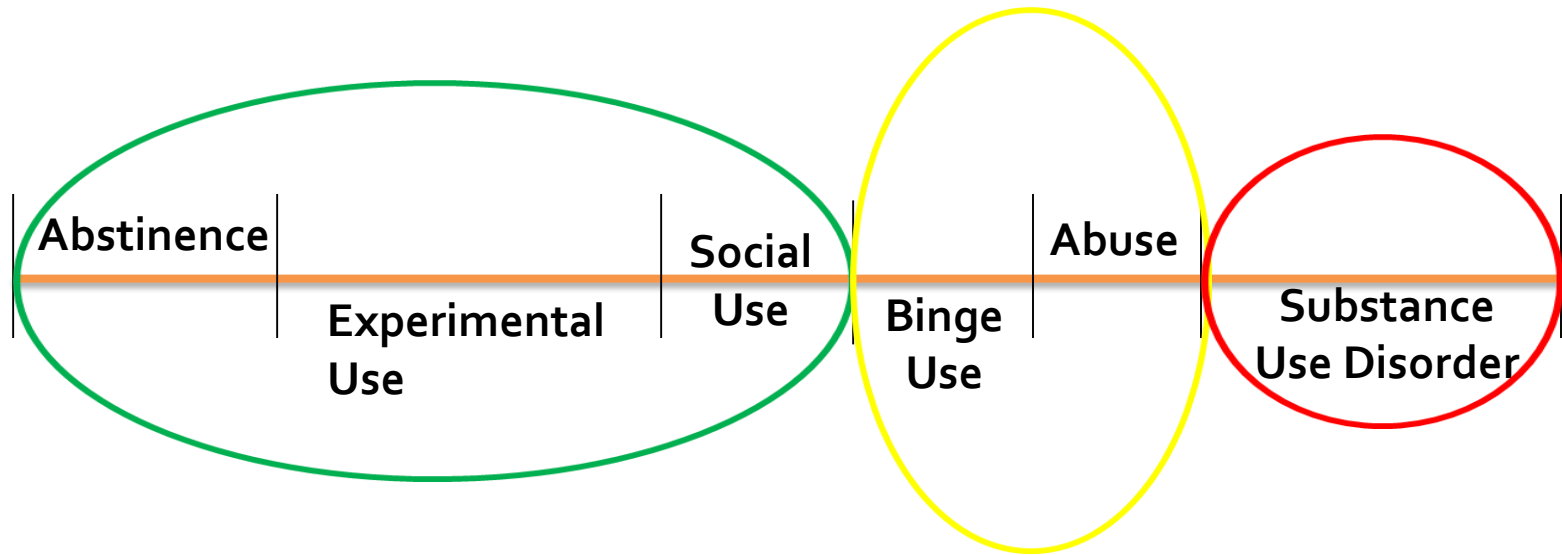 Abstinence
Experimental
Use
Social
Use
Binge
Use
Abuse
Substance
Use Disorder